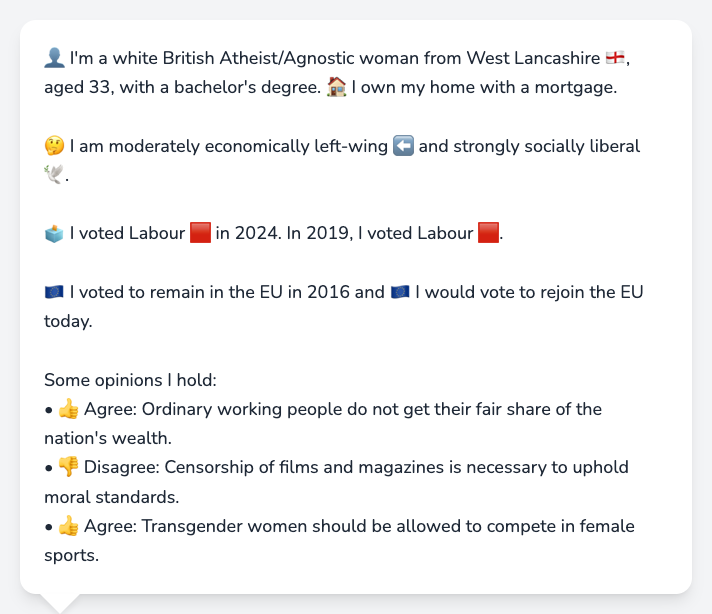 👤 I'm a white British Atheist/Agnostic woman from West Lancashire 🏴󠁧󠁢󠁥󠁮󠁧󠁿,
aged 33, with a bachelor's degree. 🏠 I own my home with a mortgage.
🤔 I am moderately economically left-wing ⬅️ and strongly socially liberal
🕊️.
🗳️ I voted Labour 🟥 in 2024. In 2019, I voted Labour 🟥.
🇪🇺 I voted to remain in the EU in 2016 and 🇪🇺 I would vote to rejoin the EU
today.
Some opinions I hold:
• 👍 Agree: Ordinary working people do not get their fair share of the
nation's wealth.
• 👎 Disagree: Censorship of films and magazines is necessary to uphold
moral standards.
• 👍 Agree: Transgender women should be allowed to compete in female
sports.